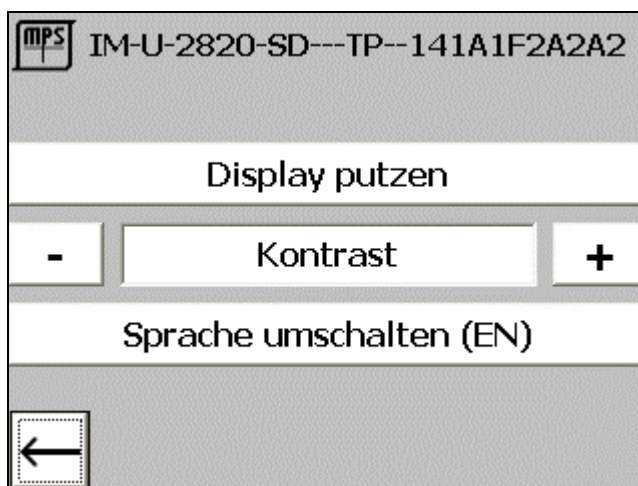 MPS IM-U-2820-SD---TP--141A1F2A2A2
Display putzen
- Kontrast +
Sprache umschalten (EN)